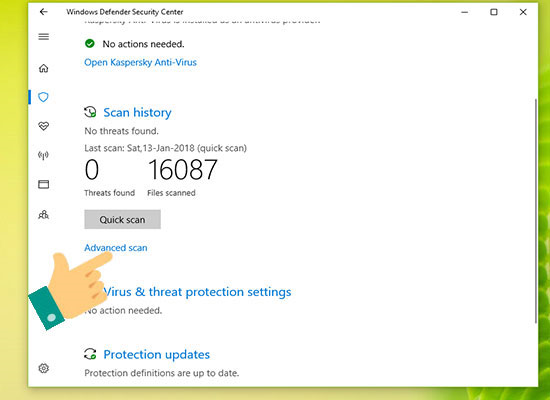 Windows Defender Security Center
Kaspersky Anti-Virus is installed as an antivirus provider.
No actions needed.
Open Kaspersky Anti-Virus
Scan history
No threats found.
Last scan: Sat,13-Jan-2018 (quick scan)
0 16087
Threats found Files scanned
Quick scan
Advanced scan
Virus & threat protection settings
No action needed.
Protection updates
Protection definitions are up to date.